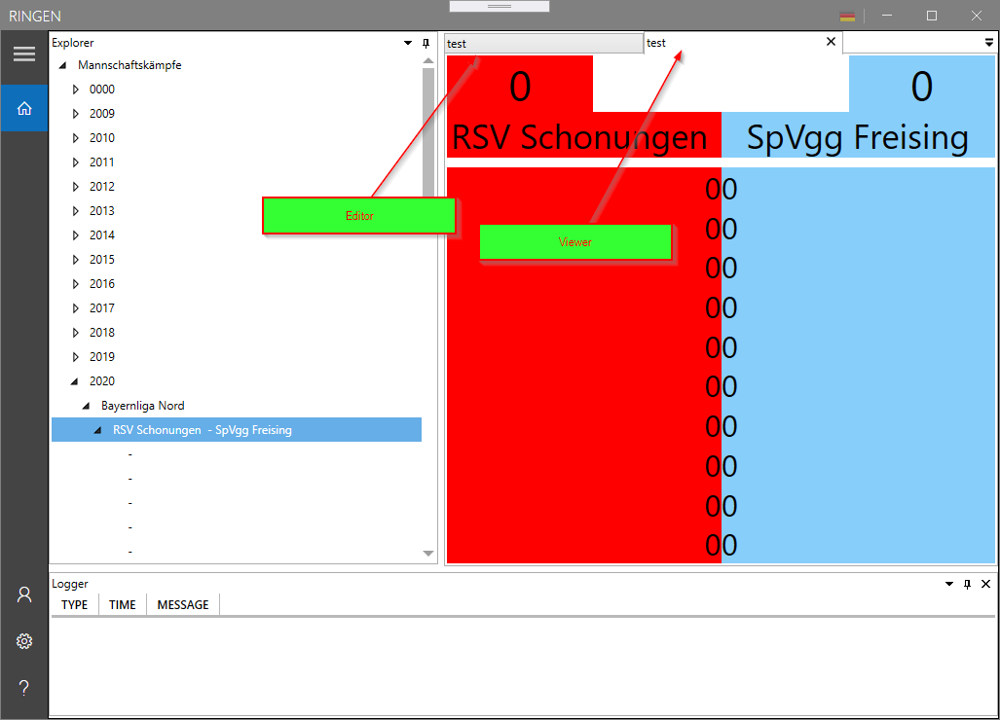 RINGEN
Explorer
Mannschaftskämpfe
0000
2009
2010
2011
2012
2013
2014
2015
2016
2017
2018
2019
2020
Bayernliga Nord
RSV Schonungen - SpVgg Freising
-
-
-
-
-
test
test
0
0
RSV Schonungen
SpVgg Freising
00
00
00
00
00
00
00
00
00
00
Editor
Viewer
Logger
TYPE TIME MESSAGE
?